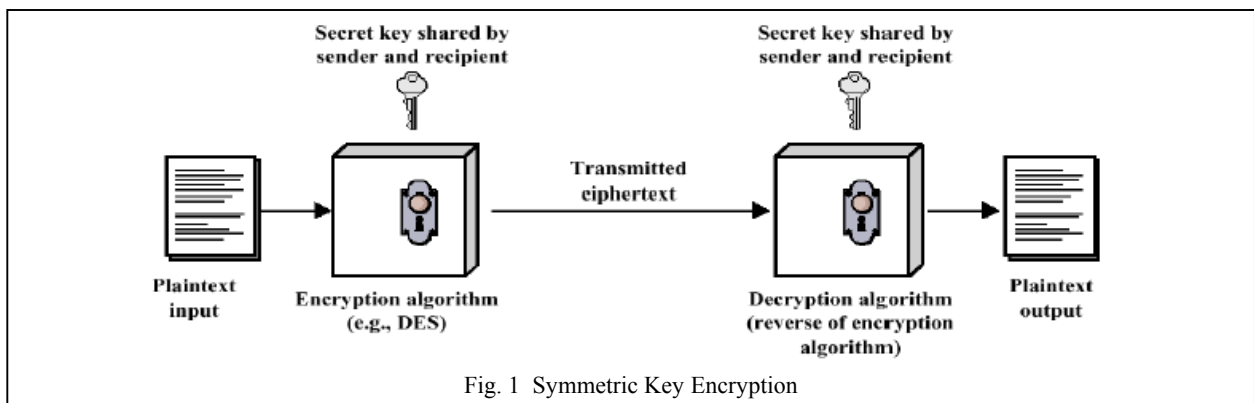 Secret key shared by
sender and recipient
Secret key shared by
sender and recipient
Transmitted
ciphertext
Plaintext
input
Encryption algorithm
(e.g., DES)
Decryption algorithm
(reverse of encryption
algorithm)
Plaintext
output
Fig. 1 Symmetric Key Encryption